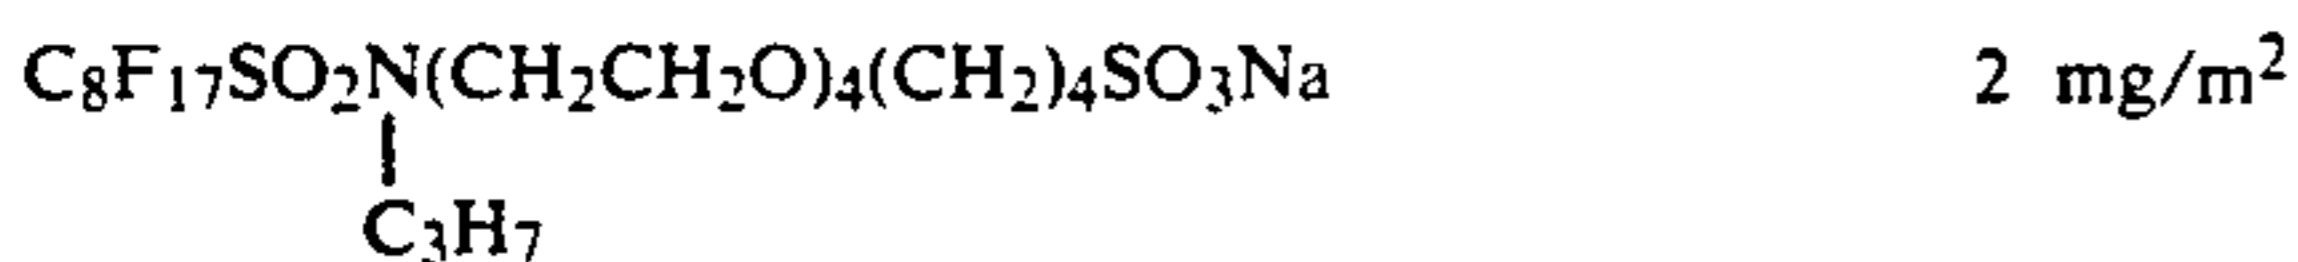 C₈F₁₇SO₂N(CH₂CH₂O)₄(CH₂)₄SO₃Na 2 mg/m²
C₃H₇